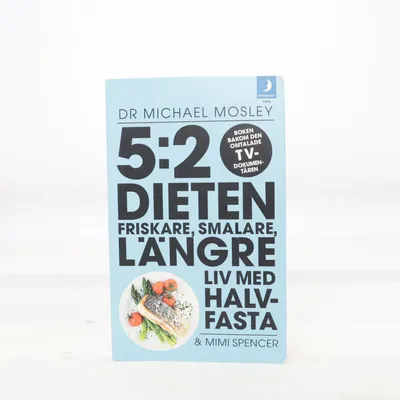 DR MICHAEL MOSLEY
5:2
DIETEN
FRISKARE, SMALARE,
LÄNGRE
LIV MED
HALV-
FASTA
& MIMI SPENCER
BOKEN
BAKOM DEN
OMTALADE
TV-
DOKUMEN-
TÄREN